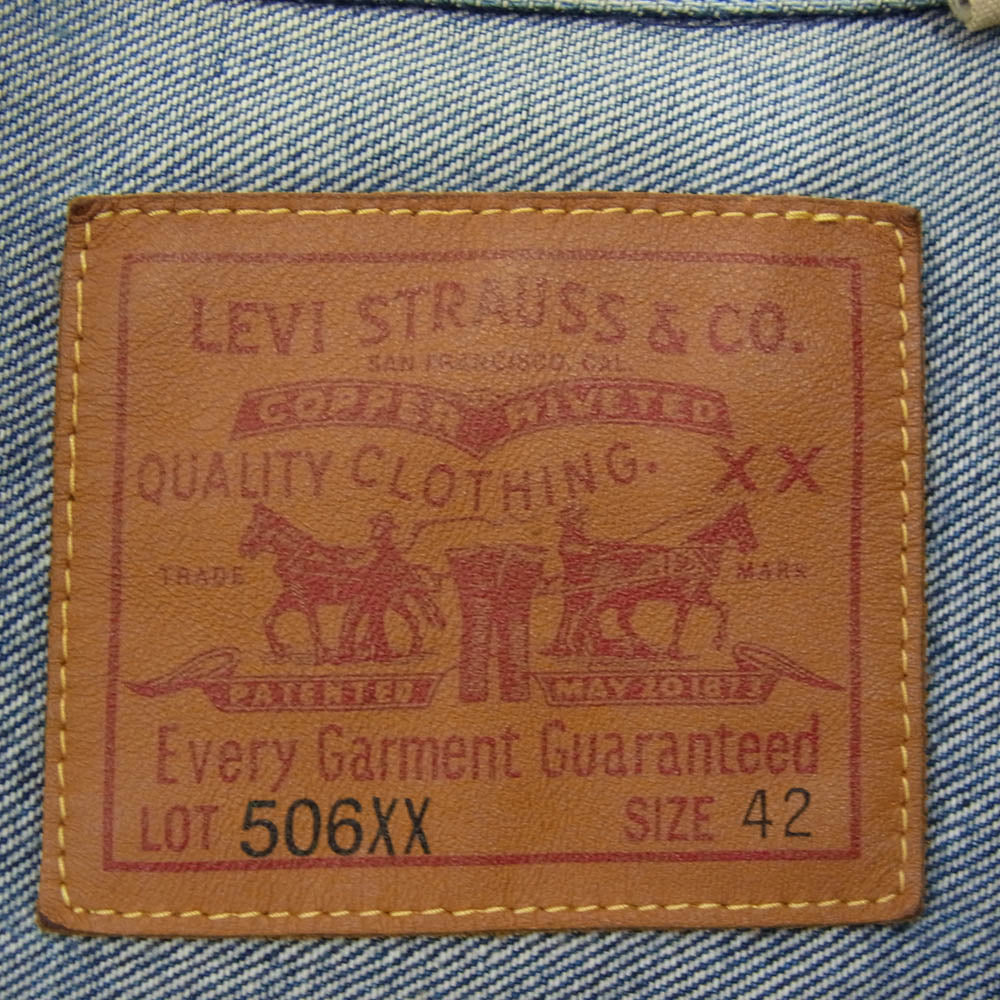 LEVI STRAUSS & CO.
SAN FRANCISCO, CAL.
COPPER RIVETED
QUALITY CLOTHING. XX
TRADE MARK
PATENTED MAY 20 1873
Every Garment Guaranteed
LOT 506XX SIZE 42